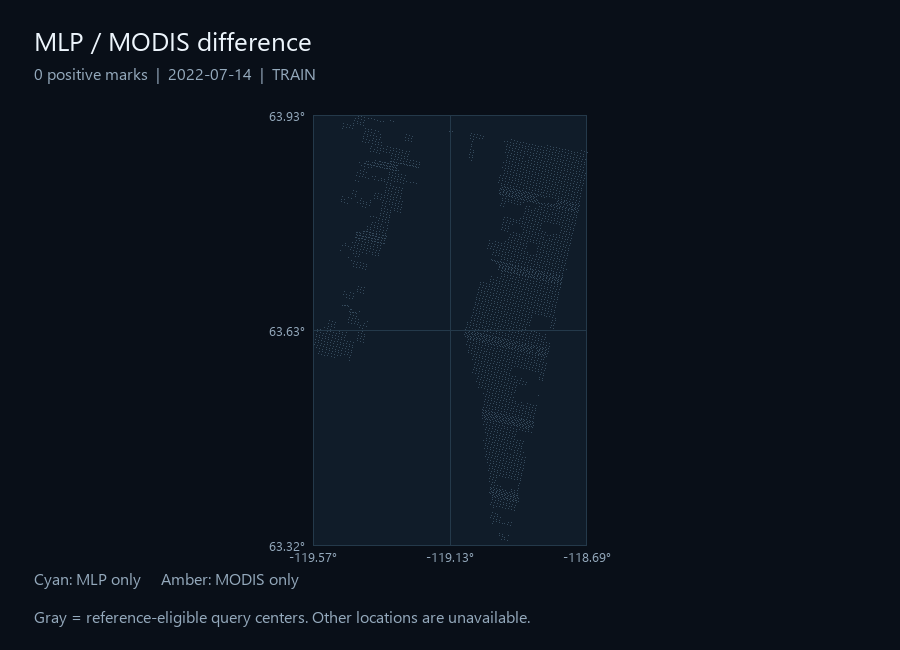 MLP / MODIS difference
0 positive marks | 2022-07-14 | TRAIN
63.93°
63.63°
63.32°
-119.57° -119.13° -118.69°
Cyan: MLP only Amber: MODIS only
Gray = reference-eligible query centers. Other locations are unavailable.